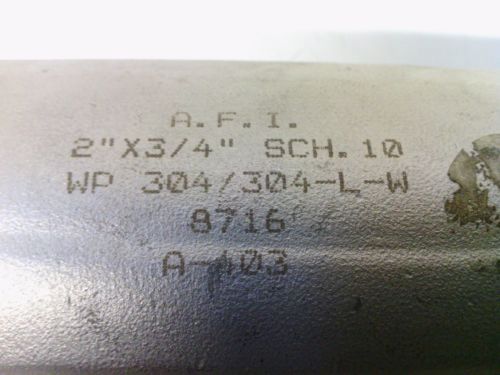 A.F.I.
2"X3/4" SCH.10
WP 304/304-L-W
8716
A-403